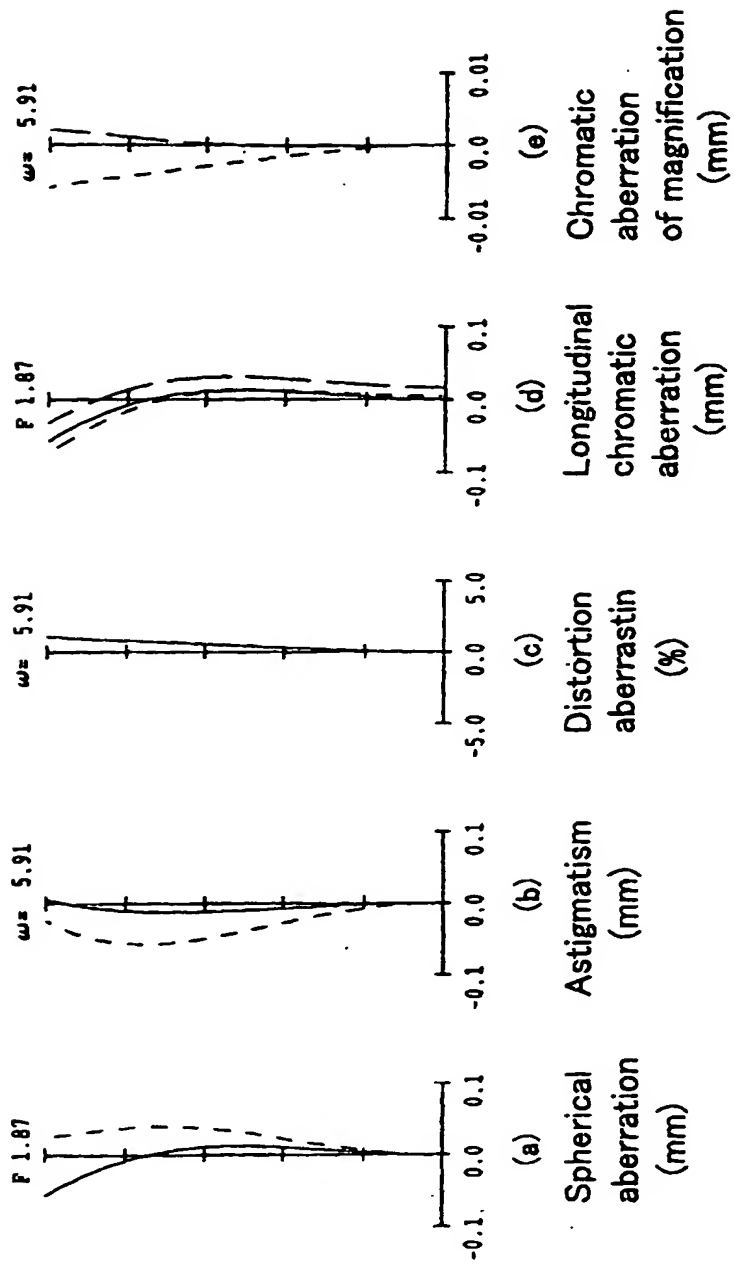 F 1.87
-0.1
0.0
0.1
(a)
Spherical
aberration
(mm)
ω= 5.91
-0.1
0.0
0.1
(b)
Astigmatism
(mm)
ω= 5.91
-5.0
0.0
5.0
(c)
Distortion
aberrastin
(%)
F 1.87
-0.1
0.0
0.1
(d)
Longitudinal
chromatic
aberration
(mm)
ω= 5.91
-0.01
0.0
0.01
(e)
Chromatic
aberration
of magnification
(mm)